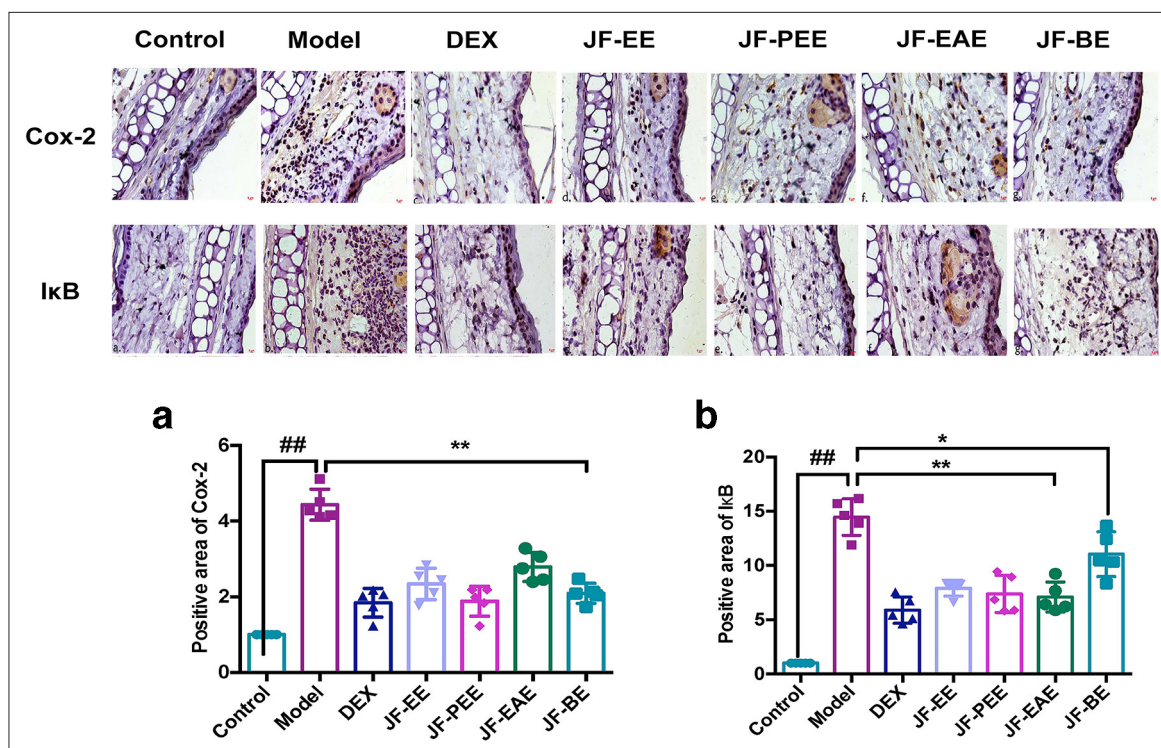 Control Model DEX JF-EE JF-PEE JF-EAE JF-BE
Cox-2
c. d. e. f. g.
IκB
a. b. e. f. g.
a
Positive area of Cox-2
6
4
2
0
##
**
Control Model DEX JF-EE JF-PEE JF-EAE JF-BE
b
Positive area of IκB
20
15
10
5
0
##
*
**
Control Model DEX JF-EE JF-PEE JF-EAE JF-BE